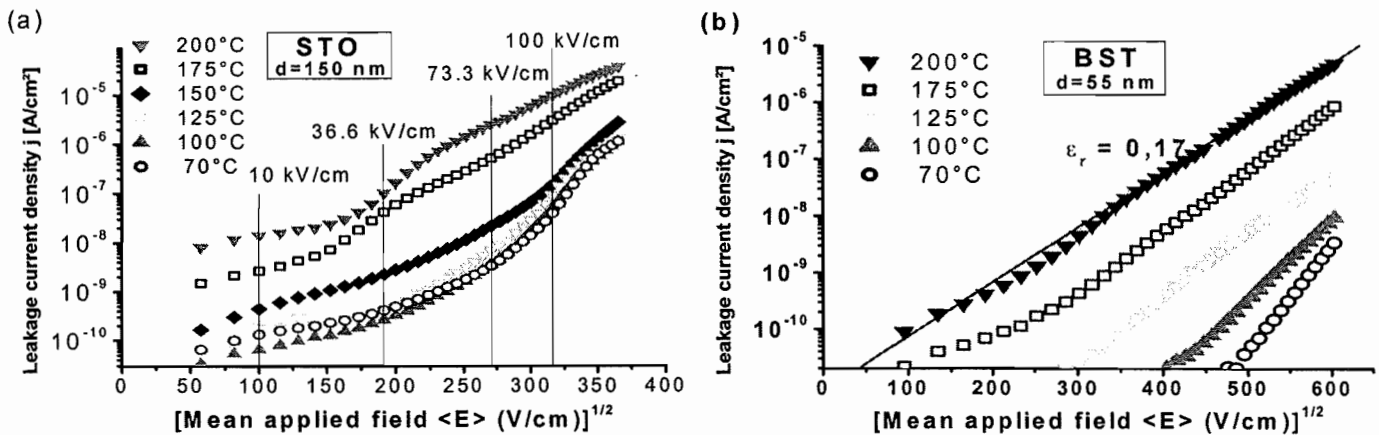 (a)
Leakage current density j [A/cm²]
10⁻⁵
10⁻⁶
10⁻⁷
10⁻⁸
10⁻⁹
10⁻¹⁰
200°C
175°C
150°C
125°C
100°C
70°C
STO
d=150 nm
100 kV/cm
73.3 kV/cm
36.6 kV/cm
10 kV/cm
0 50 100 150 200 250 300 350 400
[Mean applied field <E> (V/cm)]¹/²
(b)
Leakage current density j [A/cm²]
10⁻⁵
10⁻⁶
10⁻⁷
10⁻⁸
10⁻⁹
10⁻¹⁰
200°C
175°C
125°C
100°C
70°C
BST
d=55 nm
εr = 0,17
0 100 200 300 400 500 600
[Mean applied field <E> (V/cm)]¹/²